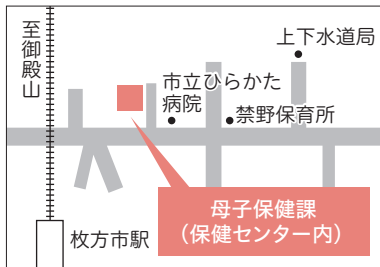 至御殿山
上下水道局
市立ひらかた
病院
禁野保育所
母子保健課
（保健センター内）
枚方市駅